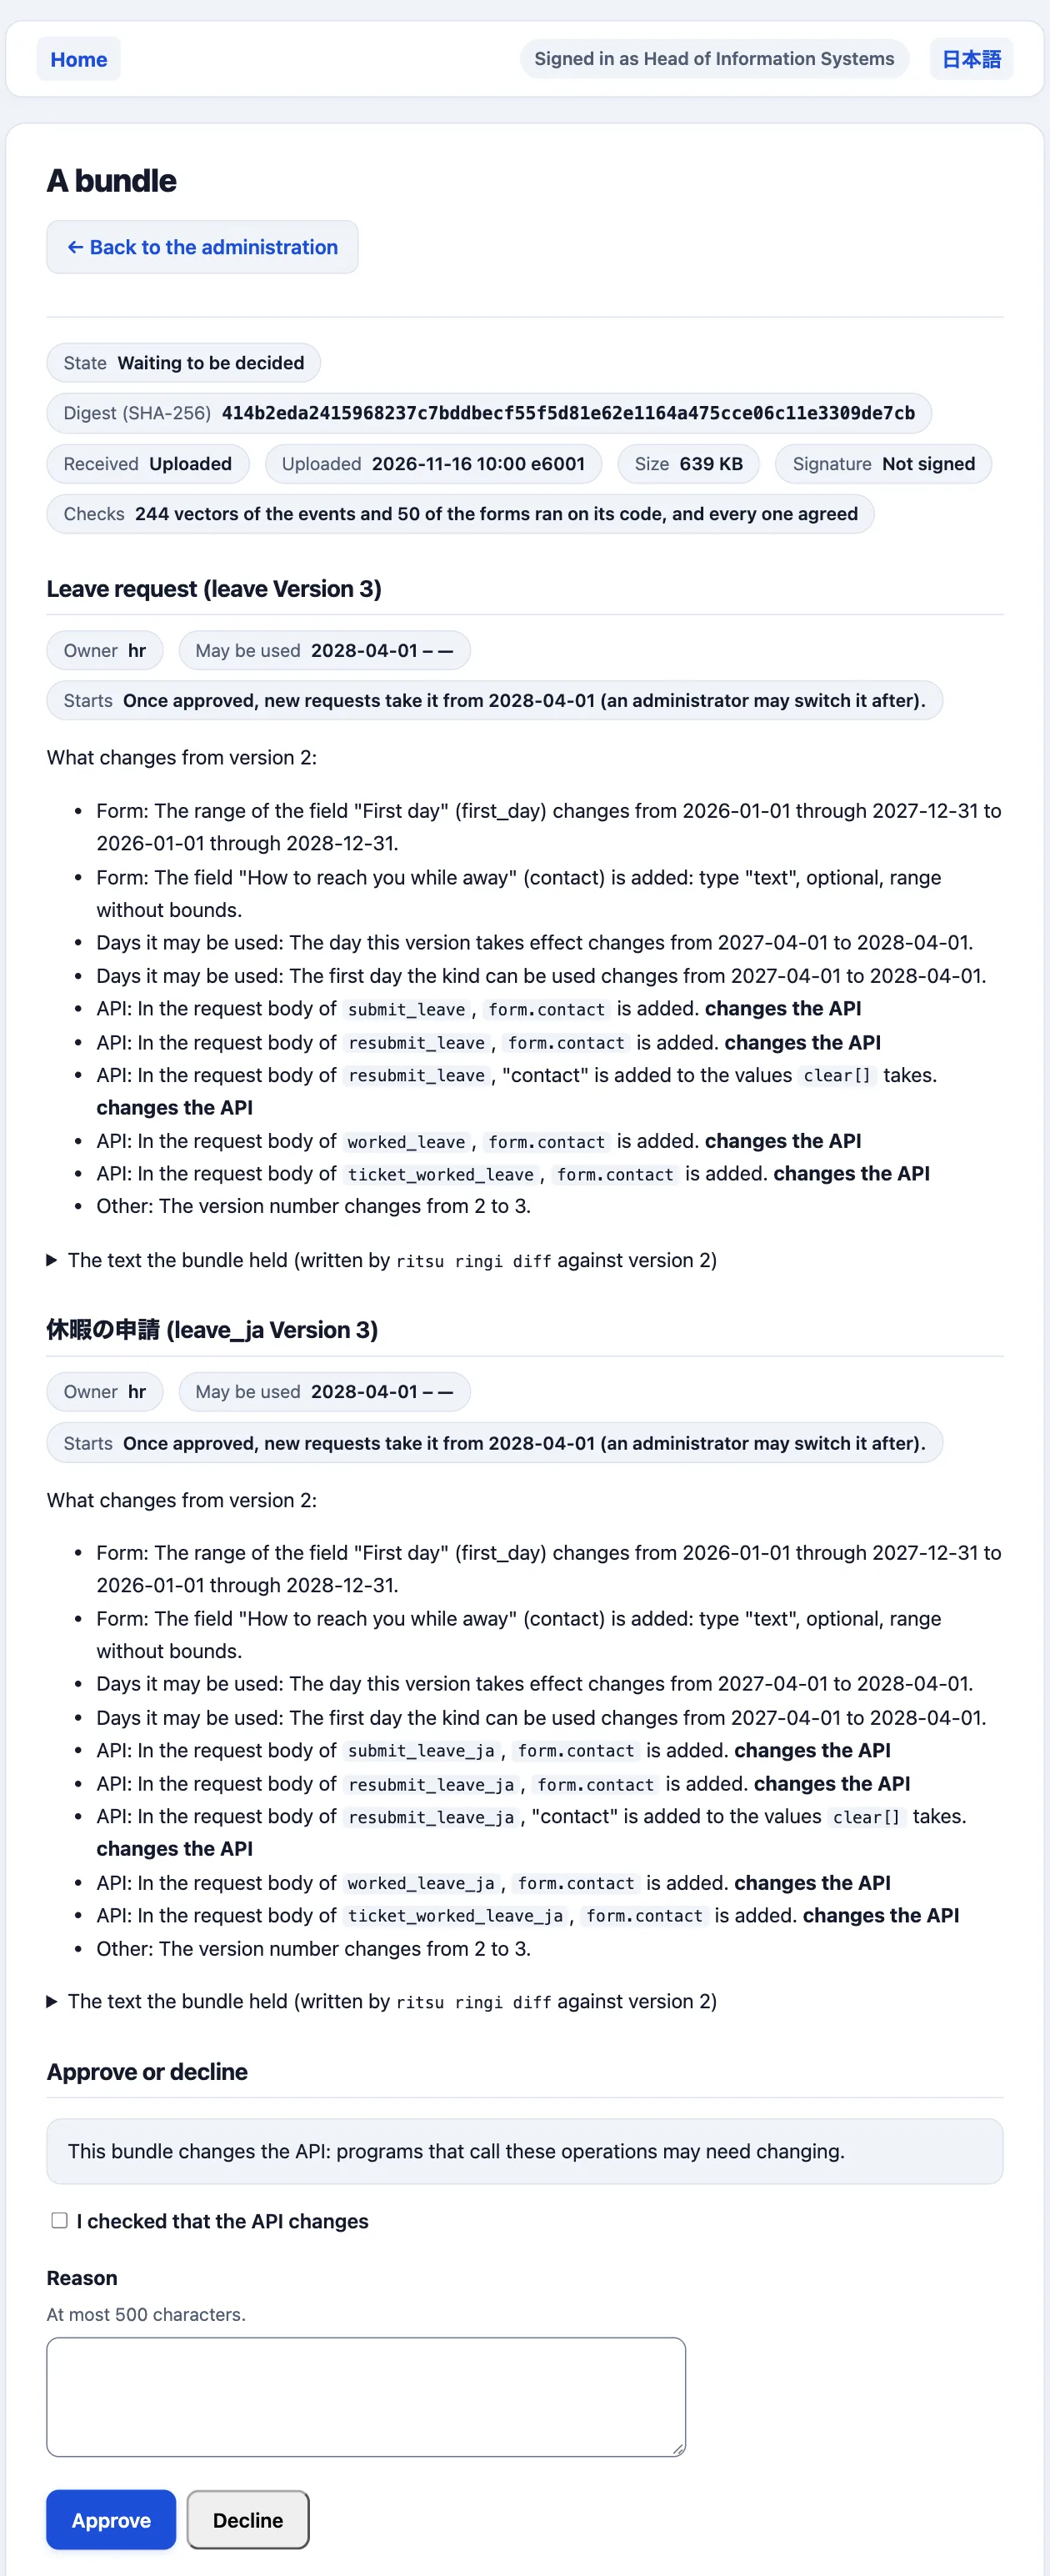 Home
Signed in as Head of Information Systems
日本語
A bundle
← Back to the administration
State Waiting to be decided
Digest (SHA-256) 414b2eda2415968237c7bddbecf55f5d81e62e1164a475cce06c11e3309de7cb
Received Uploaded
Uploaded 2026-11-16 10:00 e6001
Size 639 KB
Signature Not signed
Checks 244 vectors of the events and 50 of the forms ran on its code, and every one agreed
Leave request (leave Version 3)
Owner hr
May be used 2028-04-01 – —
Starts Once approved, new requests take it from 2028-04-01 (an administrator may switch it after).
What changes from version 2:
• Form: The range of the field "First day" (first_day) changes from 2026-01-01 through 2027-12-31 to
2026-01-01 through 2028-12-31.
• Form: The field "How to reach you while away" (contact) is added: type "text", optional, range
without bounds.
• Days it may be used: The day this version takes effect changes from 2027-04-01 to 2028-04-01.
• Days it may be used: The first day the kind can be used changes from 2027-04-01 to 2028-04-01.
• API: In the request body of submit_leave, form.contact is added. changes the API
• API: In the request body of resubmit_leave, form.contact is added. changes the API
• API: In the request body of resubmit_leave, "contact" is added to the values clear[] takes.
changes the API
• API: In the request body of worked_leave, form.contact is added. changes the API
• API: In the request body of ticket_worked_leave, form.contact is added. changes the API
• Other: The version number changes from 2 to 3.
▶ The text the bundle held (written by ritsu ringi diff against version 2)
休暇の申請 (leave_ja Version 3)
Owner hr
May be used 2028-04-01 – —
Starts Once approved, new requests take it from 2028-04-01 (an administrator may switch it after).
What changes from version 2:
• Form: The range of the field "First day" (first_day) changes from 2026-01-01 through 2027-12-31 to
2026-01-01 through 2028-12-31.
• Form: The field "How to reach you while away" (contact) is added: type "text", optional, range
without bounds.
• Days it may be used: The day this version takes effect changes from 2027-04-01 to 2028-04-01.
• Days it may be used: The first day the kind can be used changes from 2027-04-01 to 2028-04-01.
• API: In the request body of submit_leave_ja, form.contact is added. changes the API
• API: In the request body of resubmit_leave_ja, form.contact is added. changes the API
• API: In the request body of resubmit_leave_ja, "contact" is added to the values clear[] takes.
changes the API
• API: In the request body of worked_leave_ja, form.contact is added. changes the API
• API: In the request body of ticket_worked_leave_ja, form.contact is added. changes the API
• Other: The version number changes from 2 to 3.
▶ The text the bundle held (written by ritsu ringi diff against version 2)
Approve or decline
This bundle changes the API: programs that call these operations may need changing.
I checked that the API changes
Reason
At most 500 characters.
Approve
Decline